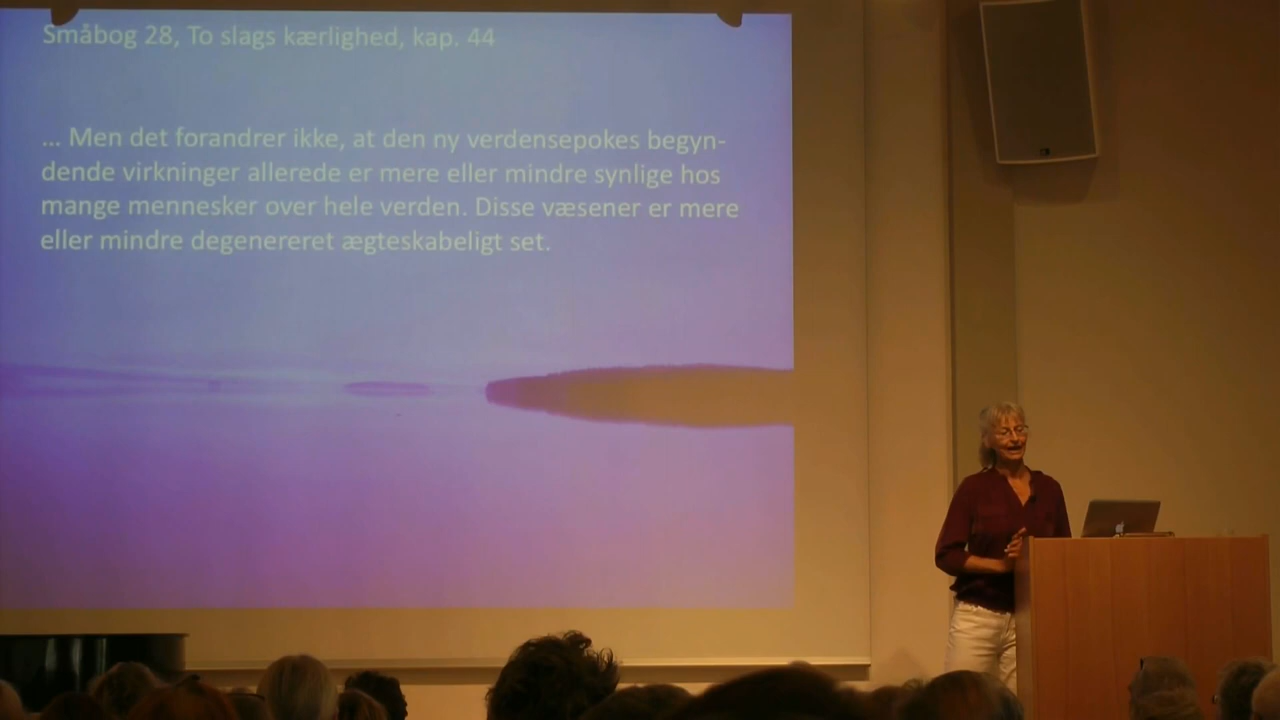 Småbog 28, To slags kærlighed, kap. 44
... Men det forandrer ikke, at den ny verdensepokes begyn-
dende virkninger allerede er mere eller mindre synlige hos
mange mennesker over hele verden. Disse væsener er mere
eller mindre degenereret ægteskabeligt set.